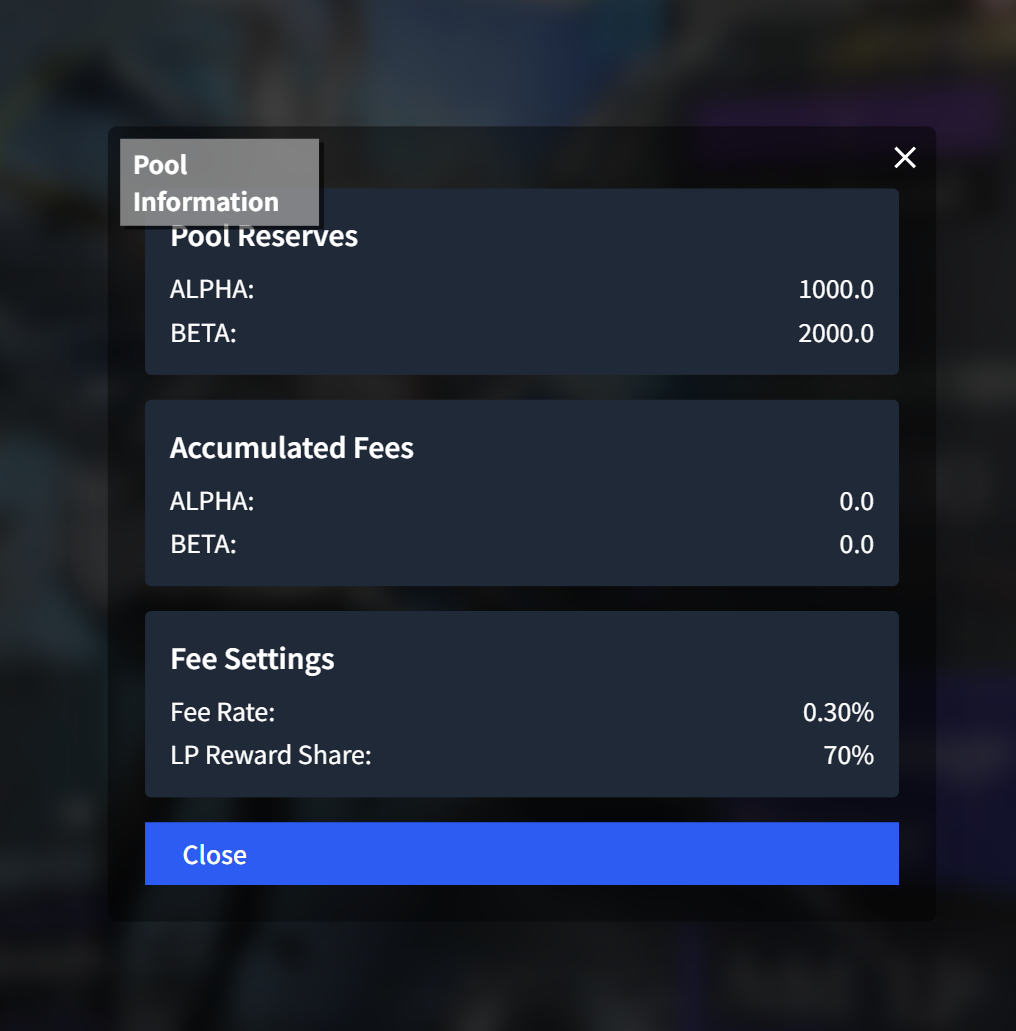 Pool
Information
Pool Reserves
ALPHA: 1000.0
BETA: 2000.0
Accumulated Fees
ALPHA: 0.0
BETA: 0.0
Fee Settings
Fee Rate: 0.30%
LP Reward Share: 70%
Close